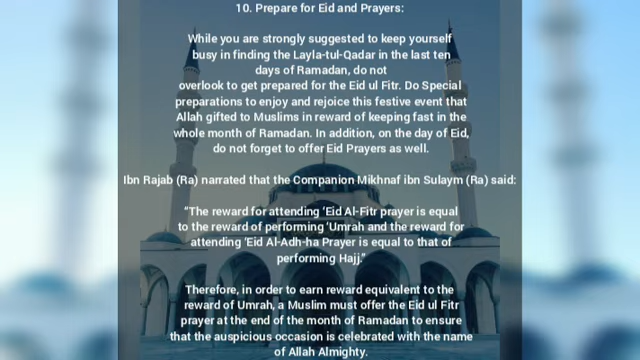 10. Prepare for Eid and Prayers:
While you are strongly suggested to keep yourself
busy in finding the Layla-tul-Qadar in the last ten
days of Ramadan, do not
overlook to get prepared for the Eid ul Fitr. Do Special
preparations to enjoy and rejoice this festive event that
Allah gifted to Muslims in reward of keeping fast in the
whole month of Ramadan. In addition, on the day of Eid,
do not forget to offer Eid Prayers as well.
Ibn Rajab (Ra) narrated that the Companion Mikhnaf ibn Sulaym (Ra) said:
“The reward for attending ‘Eid Al-Fitr prayer is equal
to the reward of performing ‘Umrah and the reward for
attending ‘Eid Al-Adh-ha Prayer is equal to that of
performing Hajj.”
Therefore, in order to earn reward equivalent to the
reward of Umrah, a Muslim must offer the Eid ul Fitr
prayer at the end of the month of Ramadan to ensure
that the auspicious occasion is celebrated with the name
of Allah Almighty.